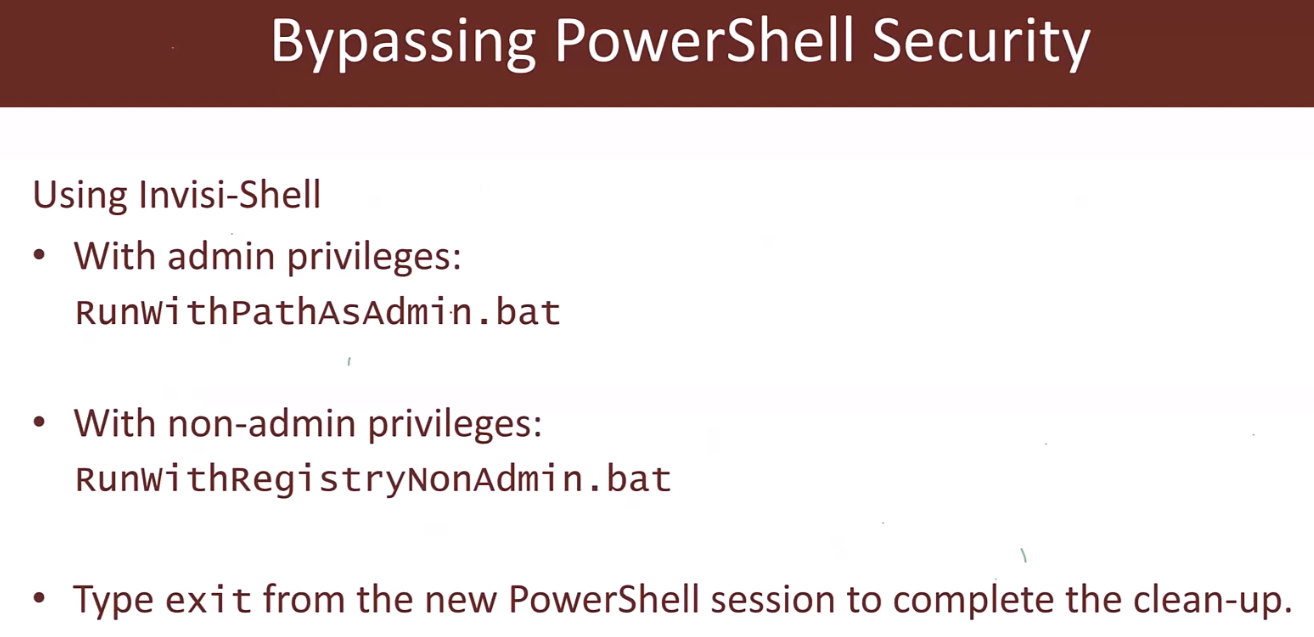 Bypassing PowerShell Security
Using Invisi-Shell
• With admin privileges:
RunWithPathAsAdmin.bat
• With non-admin privileges:
RunWithRegistryNonAdmin.bat
• Type exit from the new PowerShell session to complete the clean-up.